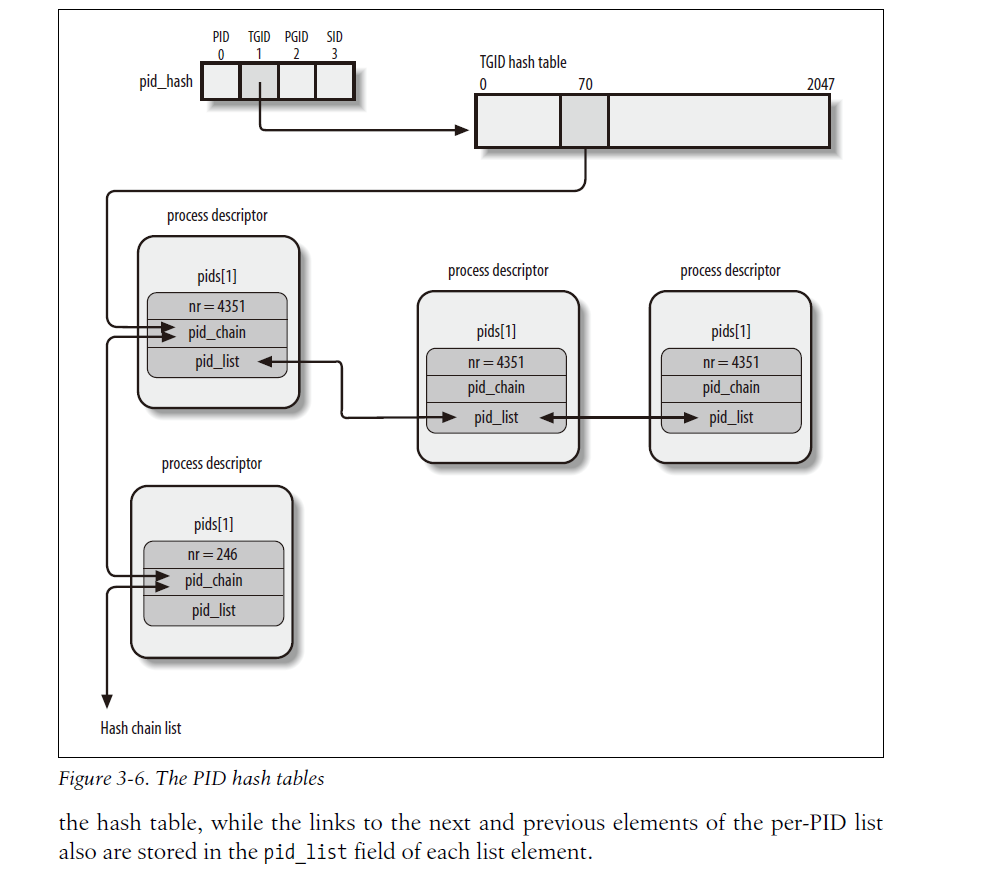 PID TGID PGID SID
0 1 2 3
pid_hash
TGID hash table
0 70 2047
process descriptor
pids[1]
nr = 4351
pid_chain
pid_list
process descriptor
pids[1]
nr = 4351
pid_chain
pid_list
process descriptor
pids[1]
nr = 4351
pid_chain
pid_list
process descriptor
pids[1]
nr = 246
pid_chain
pid_list
Hash chain list
Figure 3-6. The PID hash tables
the hash table, while the links to the next and previous elements of the per-PID list
also are stored in the pid_list field of each list element.